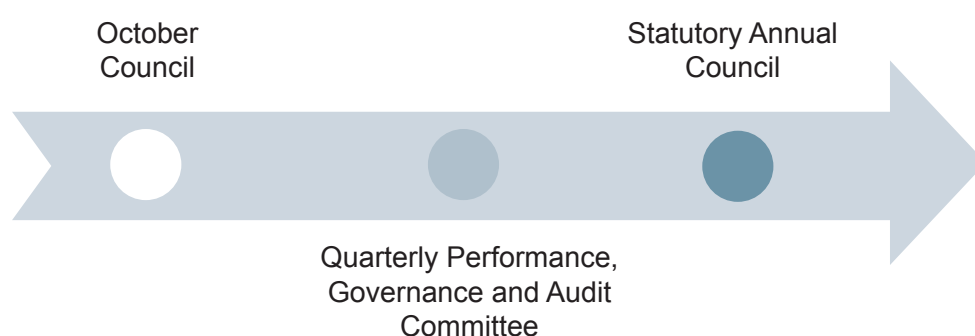 October
Council
Statutory Annual
Council
Quarterly Performance,
Governance and Audit
Committee